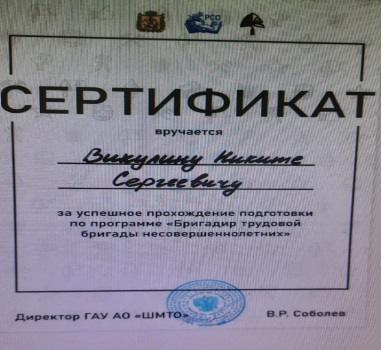 РСО
СЕРТИФИКАТ
вручается
Викулину Никите
Сергеевичу
за успешное прохождение подготовки
по программе «Бригадир трудовой
бригады несовершеннолетних»
Директор ГАУ АО «ШМТО»
В.Р. Соболев